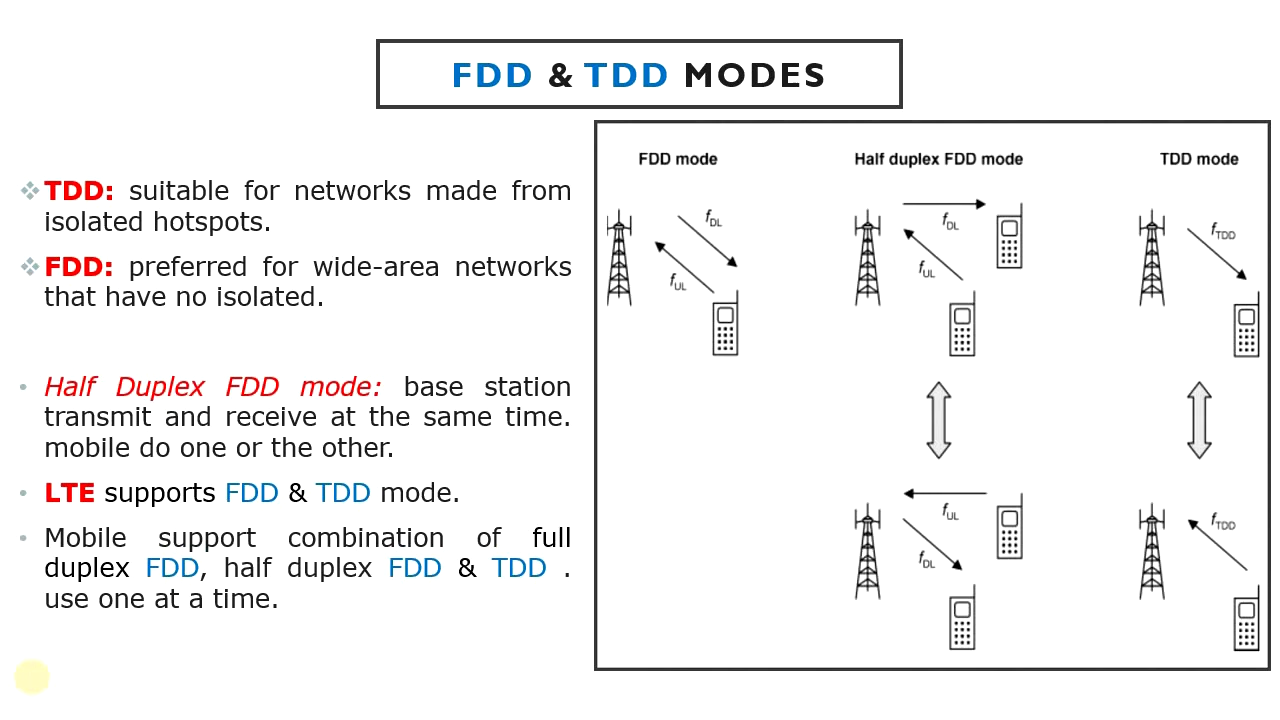 FDD & TDD MODES
❖ TDD: suitable for networks made from
isolated hotspots.
❖ FDD: preferred for wide-area networks
that have no isolated.
• Half Duplex FDD mode: base station
transmit and receive at the same time.
mobile do one or the other.
• LTE supports FDD & TDD mode.
• Mobile support combination of full
duplex FDD, half duplex FDD & TDD .
use one at a time.
FDD mode
fDL
fUL
Half duplex FDD mode
fDL
fUL
fUL
fDL
TDD mode
fTDD
fTDD